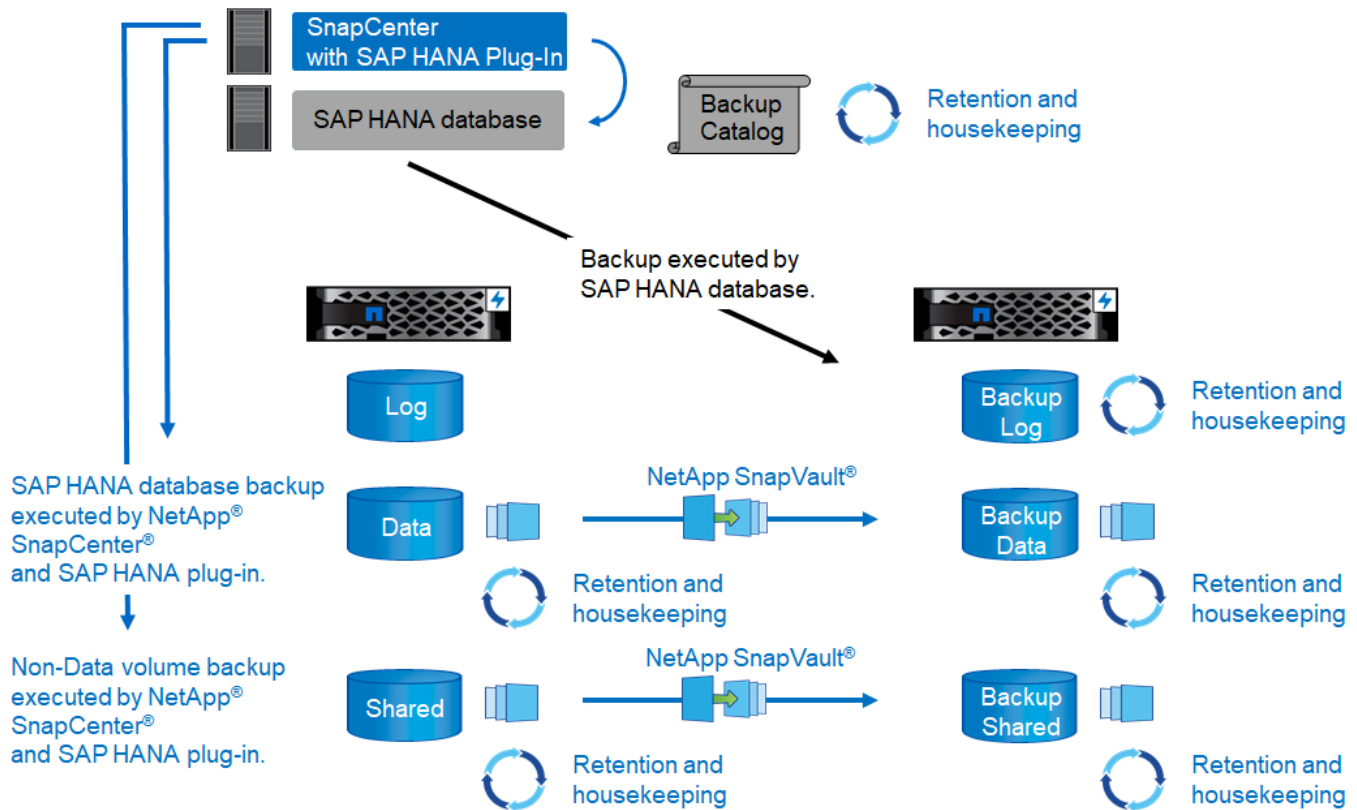 SnapCenter
with SAP HANA Plug-In
SAP HANA database
Backup
Catalog
Retention and
housekeeping
Backup executed by
SAP HANA database.
Log
Backup
Log
Retention and
housekeeping
SAP HANA database backup
executed by NetApp®
SnapCenter®
and SAP HANA plug-in.
Data
NetApp SnapVault®
Backup
Data
Retention and
housekeeping
Retention and
housekeeping
Non-Data volume backup
executed by NetApp®
SnapCenter®
and SAP HANA plug-in.
Shared
NetApp SnapVault®
Backup
Shared
Retention and
housekeeping
Retention and
housekeeping